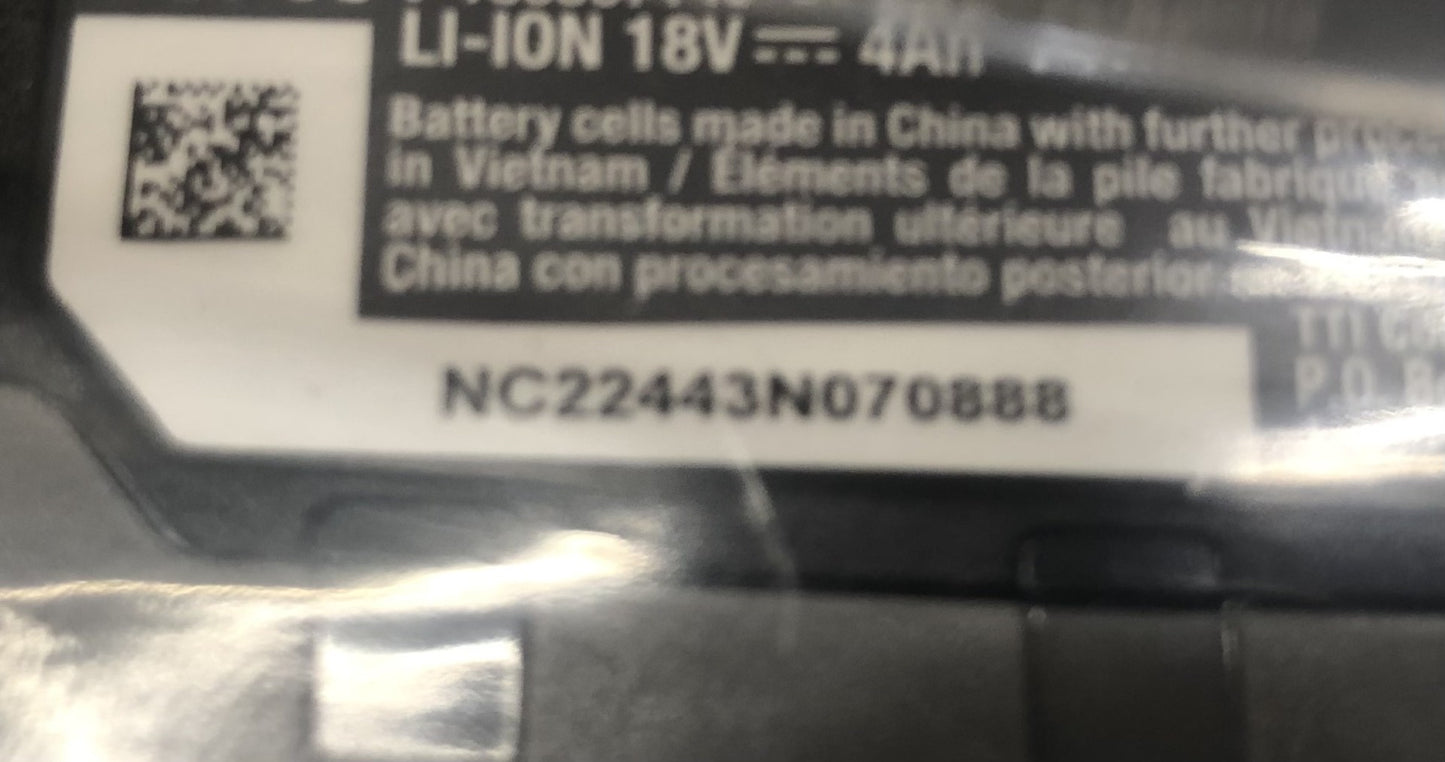 LI-ION 18V 4Ah
Battery cells made in China with further
in Vietnam / Éléments de la pile
avec transformation ultérieure au
China con procesamiento posterior
TTI
P.O.
NC22443N070888